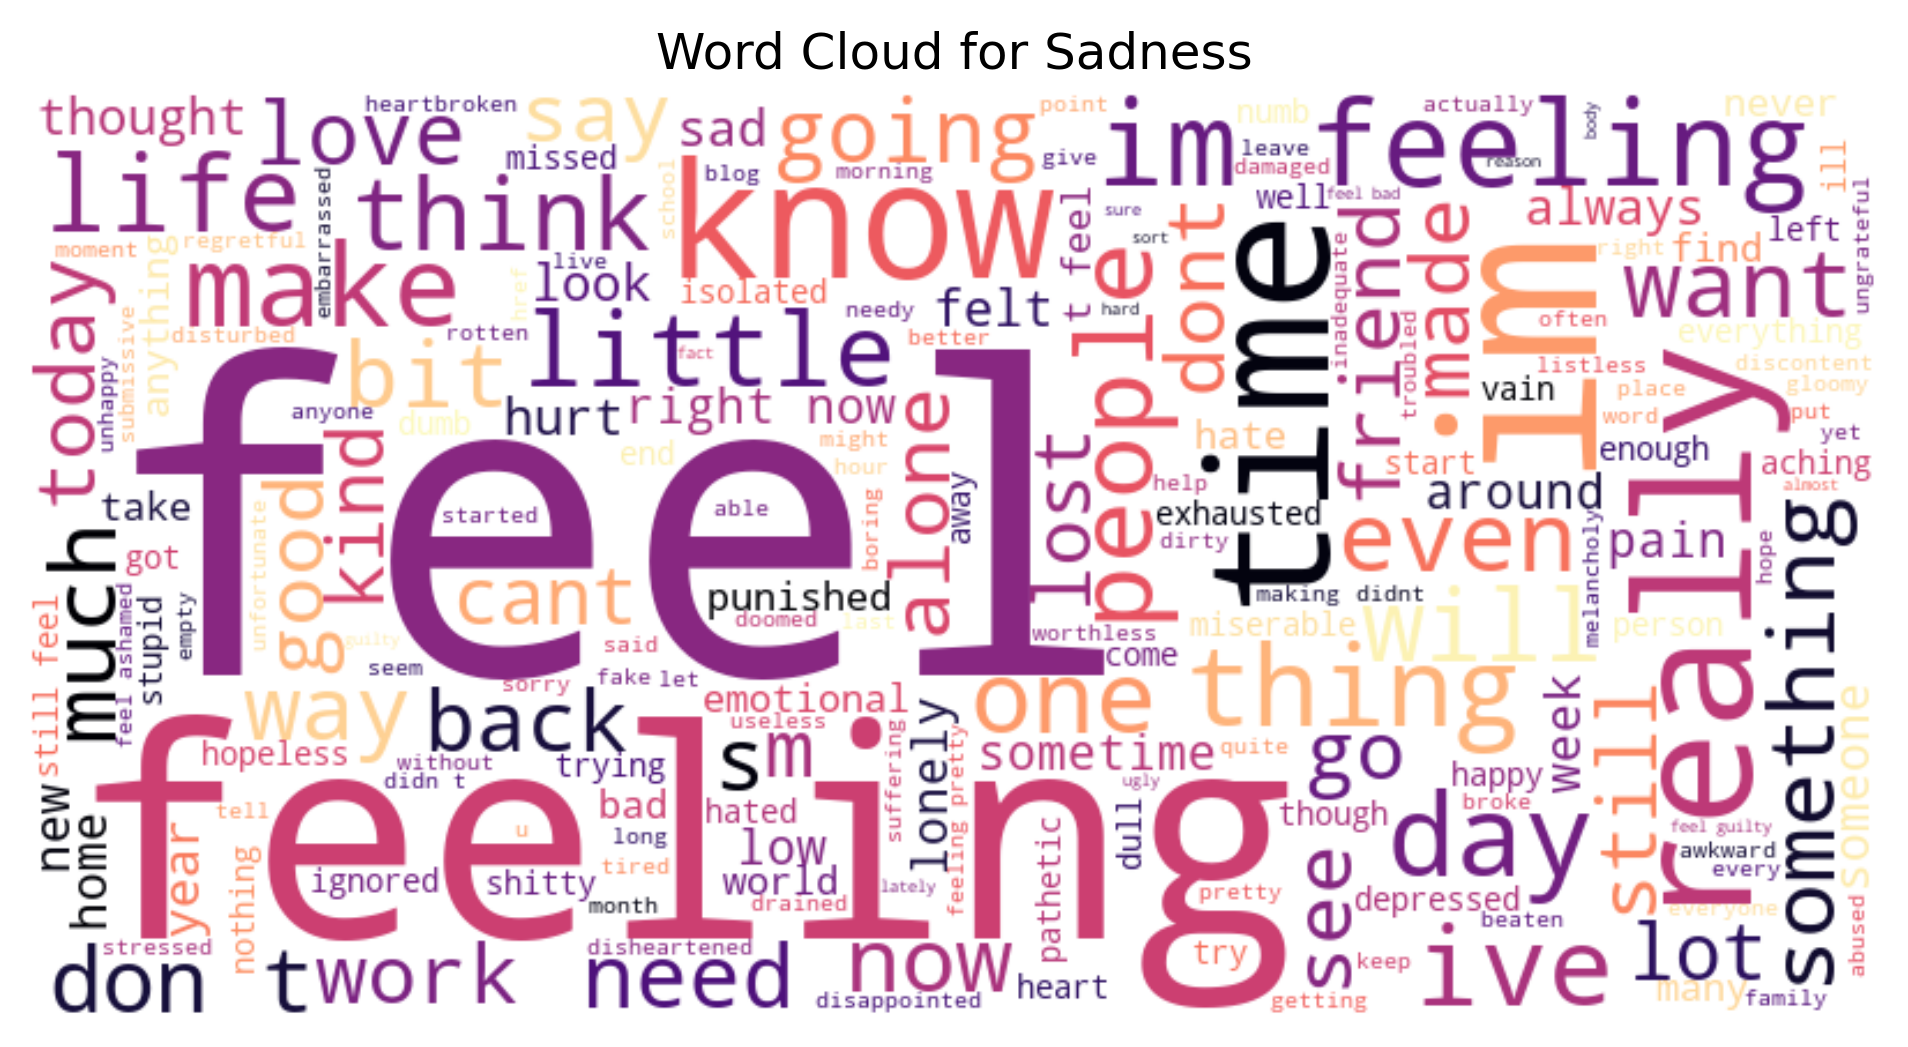 Word Cloud for Sadness
thought
love
heartbroken
say
sad
going
point
im feeling
numb
actually
body
never
life
think
missed
school
blog
morning
know
give
leave
damaged
reason
ill
embarrassed
well
feel bad
always
left
ungrateful
moment
anything
regretful
make
live
look
href
isolated
needy
felt
t feel
sure
sort
hard
people
dont
time
inadequate
friend
troubled
made
im
right
find
want
often
everything
today
submissive
disturbed
rotten
little
fact
better
listless
discontent
unhappy
bit
anyone
dumb
hurt
right now
might
hour
end
alone
vain
place
gloomy
word
put
yet
really
hate
start
enough
aching
almost
feel
kind
good
take
started
able
boring
away
lost
help
exhausted
dirty
around
even
melancholy
pain
hope
something
much
got
unfortunate
cant
punished
doomed
last
making
didnt
will
miserable
person
still feel
feel ashamed
stupid
empty
guilty
seem
said
worthless
come
sorry
fake
let
way
back
emotional
useless
one
thing
week
still
someone
hopeless
without
didn t
trying
s
m
suffering
lonely
feeling pretty
sometime
quite
go
happy
ugly
new
home
year
tell
feeling
u
bad
hated
long
low
dull
though
broke
day
feel guilty
awkward
every
nothing
ignored
shitty
tired
world
lately
month
drained
pathetic
pretty
see
depressed
beaten
everyone
abused
stressed
don t
work
disheartened
need
now
disappointed
heart
try
getting
keep
ive
lot
many
family